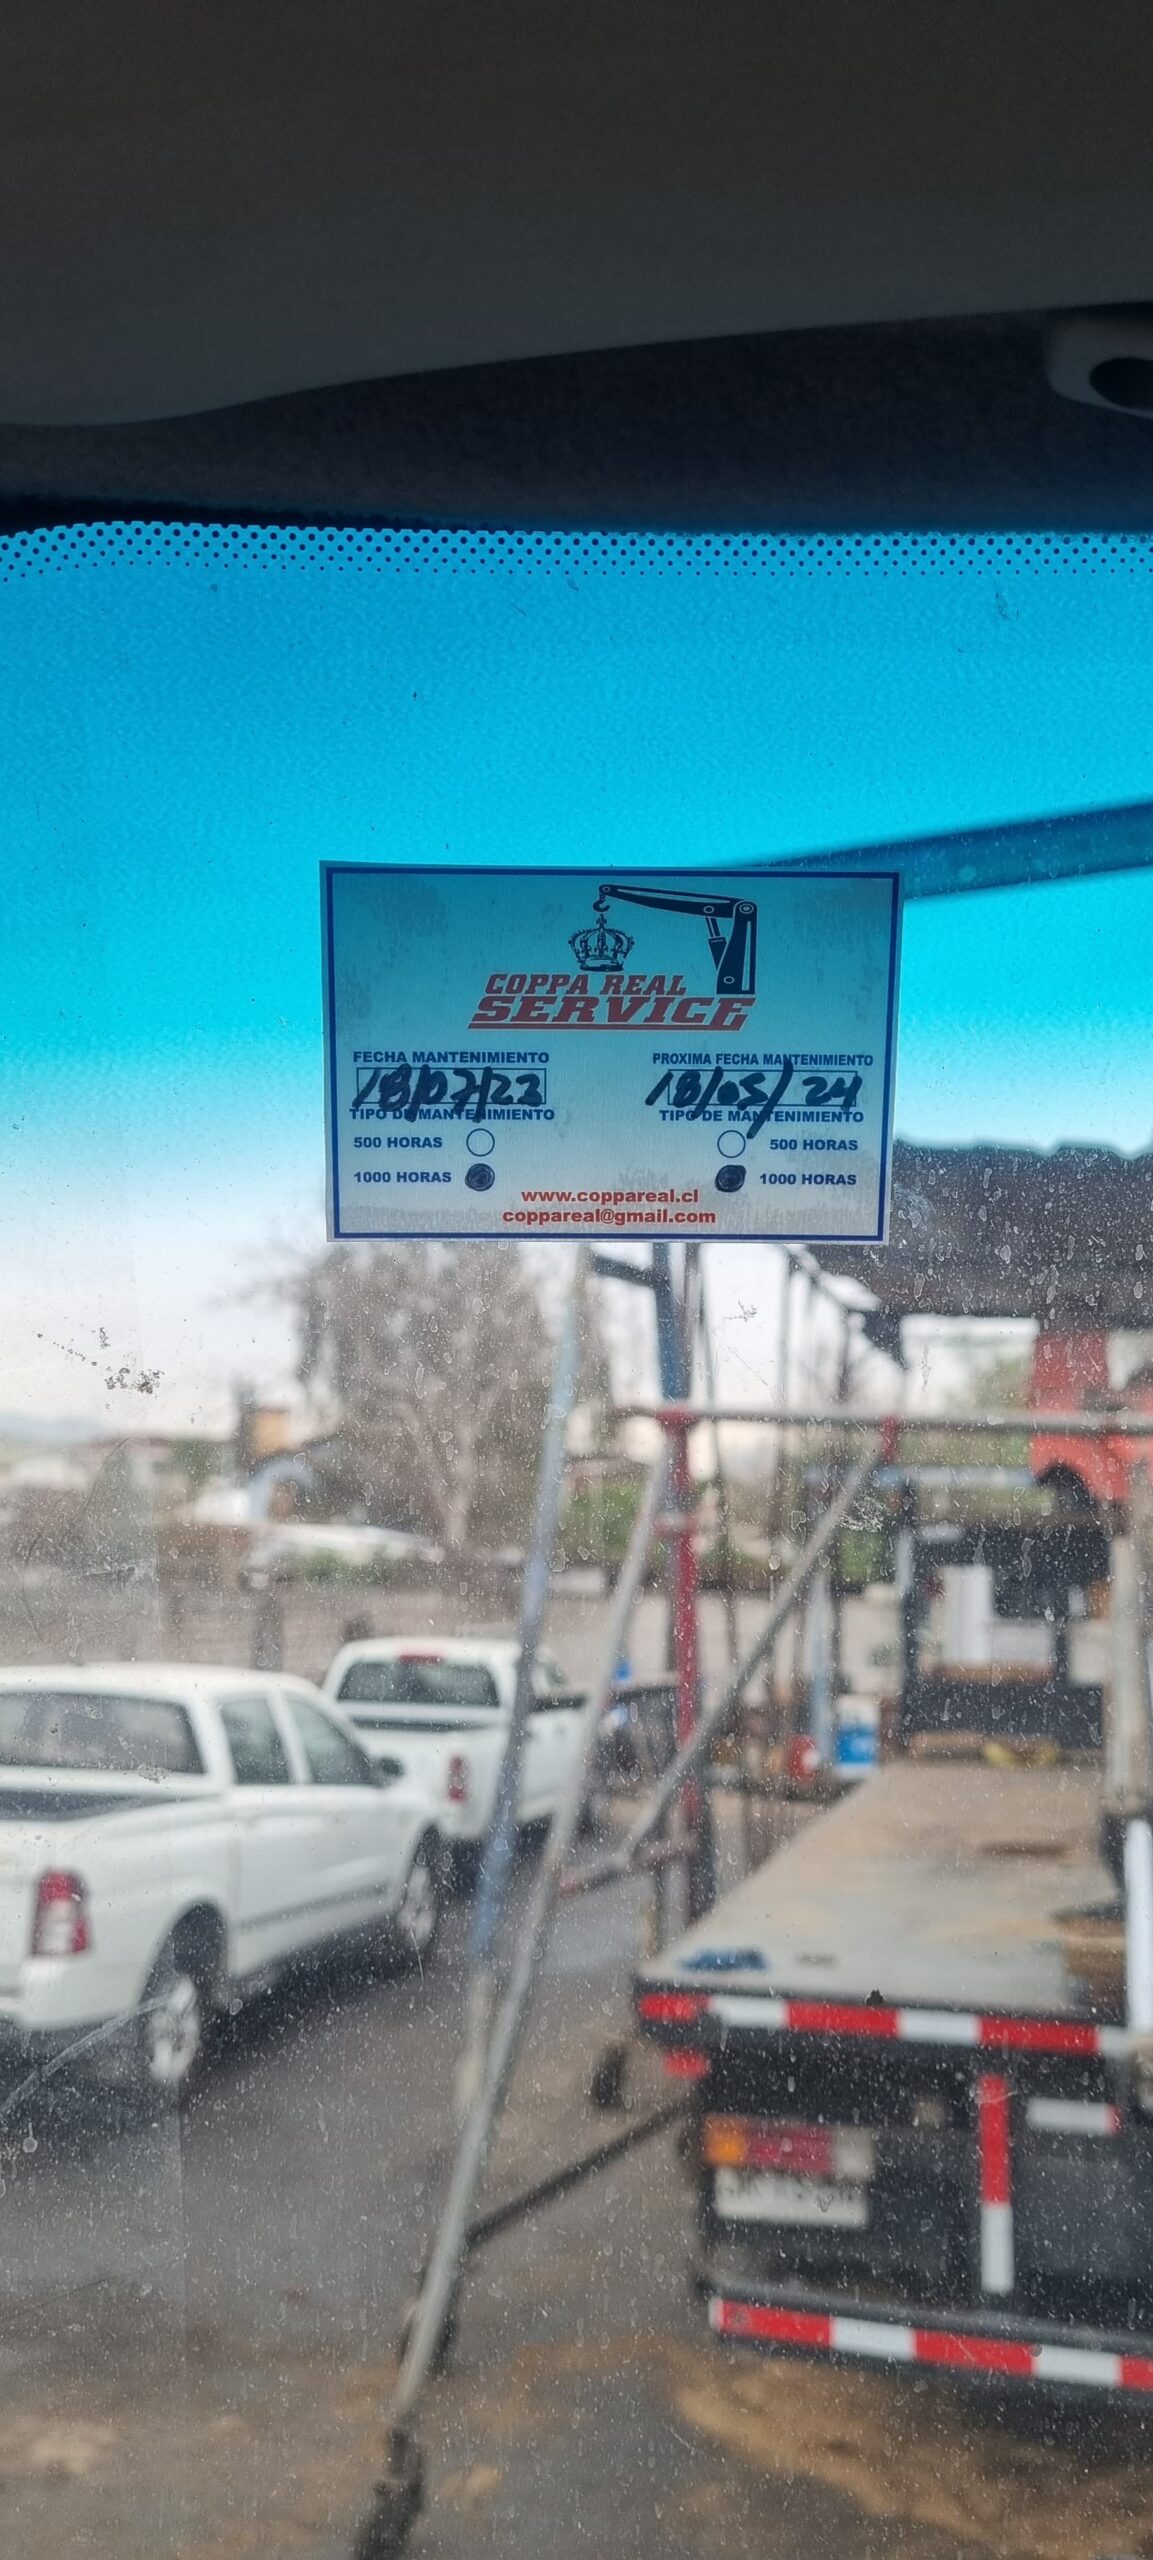 COPPA REAL
SERVICE
FECHA MANTENIMIENTO PROXIMA FECHA MANTENIMIENTO
18/07/23 18/05/24
TIPO DE MANTENIMIENTO TIPO DE MANTENIMIENTO
500 HORAS 500 HORAS
1000 HORAS 1000 HORAS
www.coppareal.cl
coppareal@gmail.com